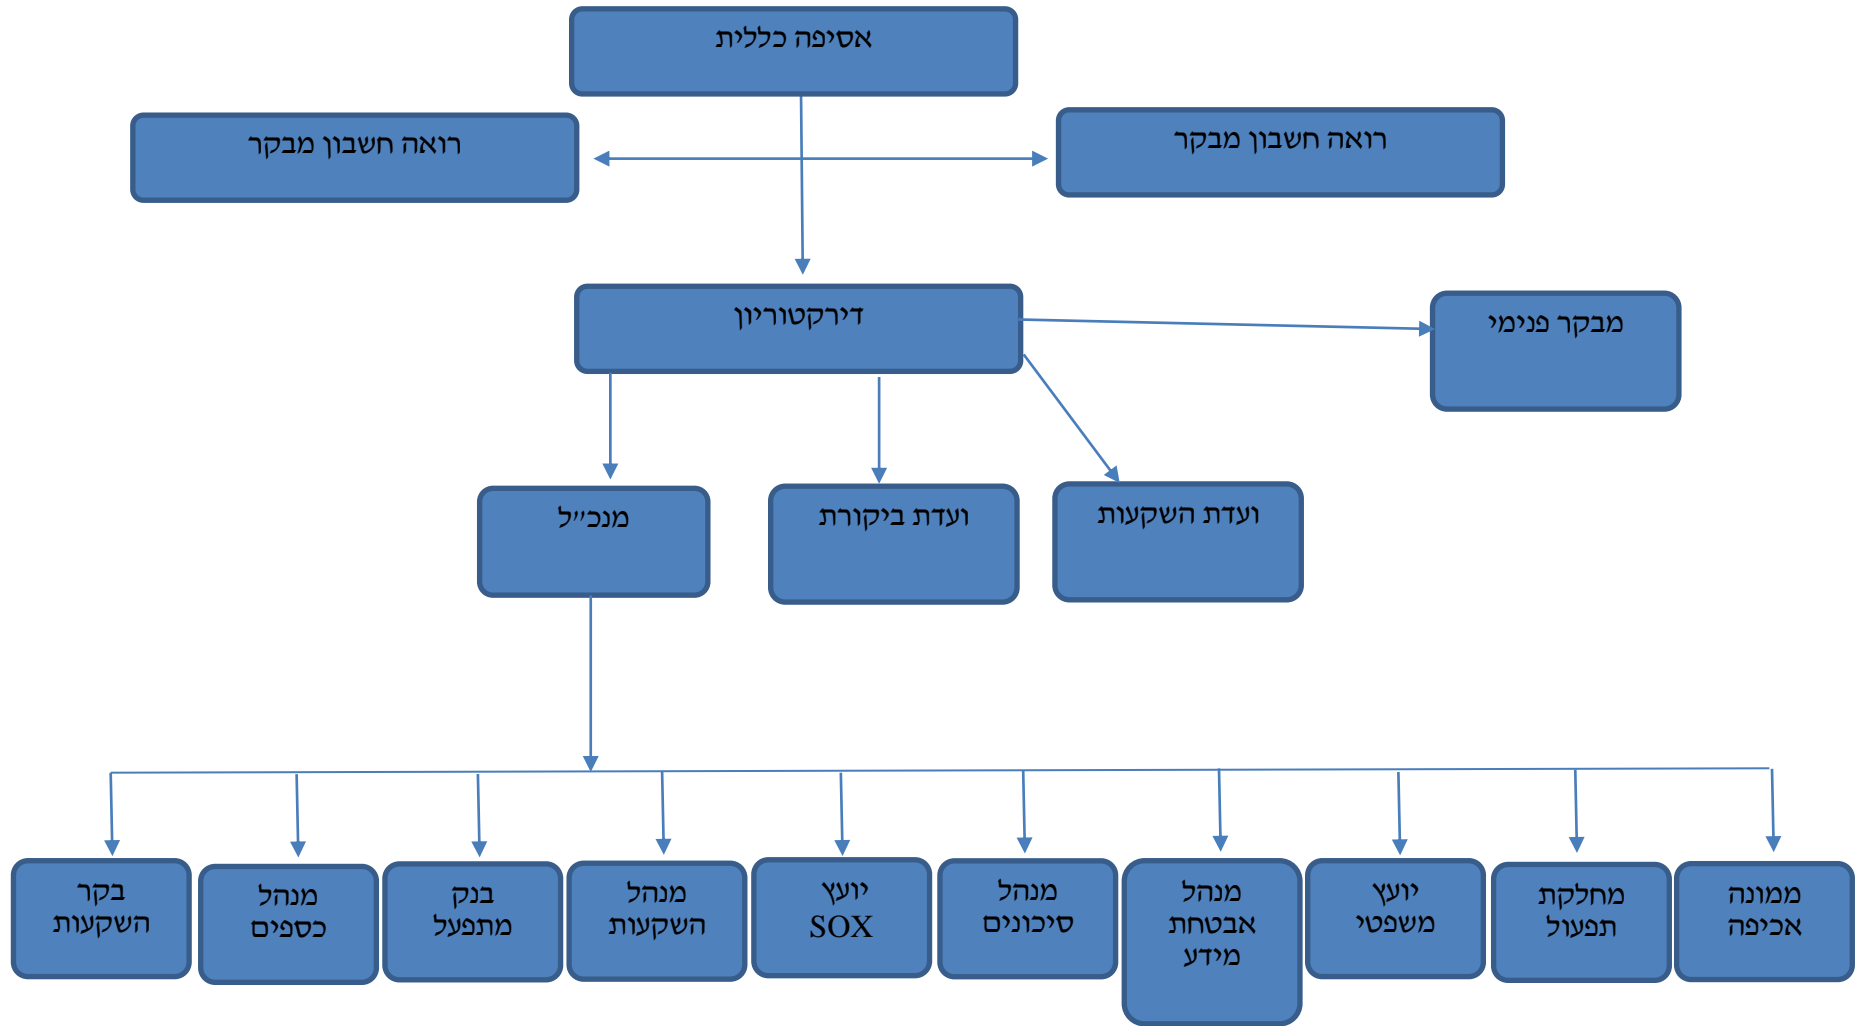 אסיפה כללית
רואה חשבון מבקר
רואה חשבון מבקר
דירקטוריון
מבקר פנימי
ועדת השקעות
ועדת ביקורת
מנכ״ל
ממונה
אכיפה
מחלקת
תפעול
יועץ
משפטי
מנהל
אבטחת
מידע
מנהל
סיכונים
יועץ
SOX
מנהל
השקעות
בנק
מתפעל
מנהל
כספים
בקר
השקעות